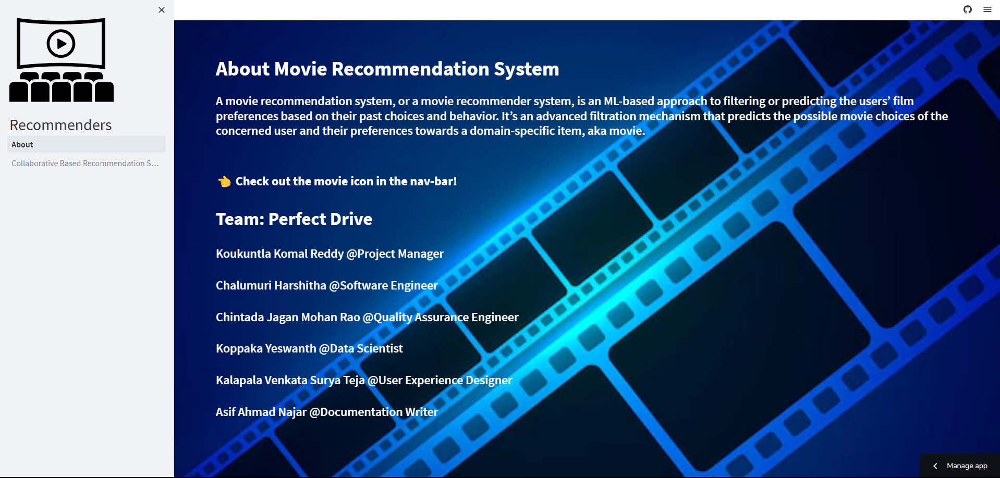 Recommenders
About
Collaborative Based Recommendation S...
About Movie Recommendation System
A movie recommendation system, or a movie recommender system, is an ML-based approach to filtering or predicting the users’ film
preferences based on their past choices and behavior. It’s an advanced filtration mechanism that predicts the possible movie choices of the
concerned user and their preferences towards a domain-specific item, aka movie.
👈 Check out the movie icon in the nav-bar!
Team: Perfect Drive
Koukuntla Komal Reddy @Project Manager
Chalumuri Harshitha @Software Engineer
Chintada Jagan Mohan Rao @Quality Assurance Engineer
Koppaka Yeswanth @Data Scientist
Kalapala Venkata Surya Teja @User Experience Designer
Asif Ahmad Najar @Documentation Writer
Manage app